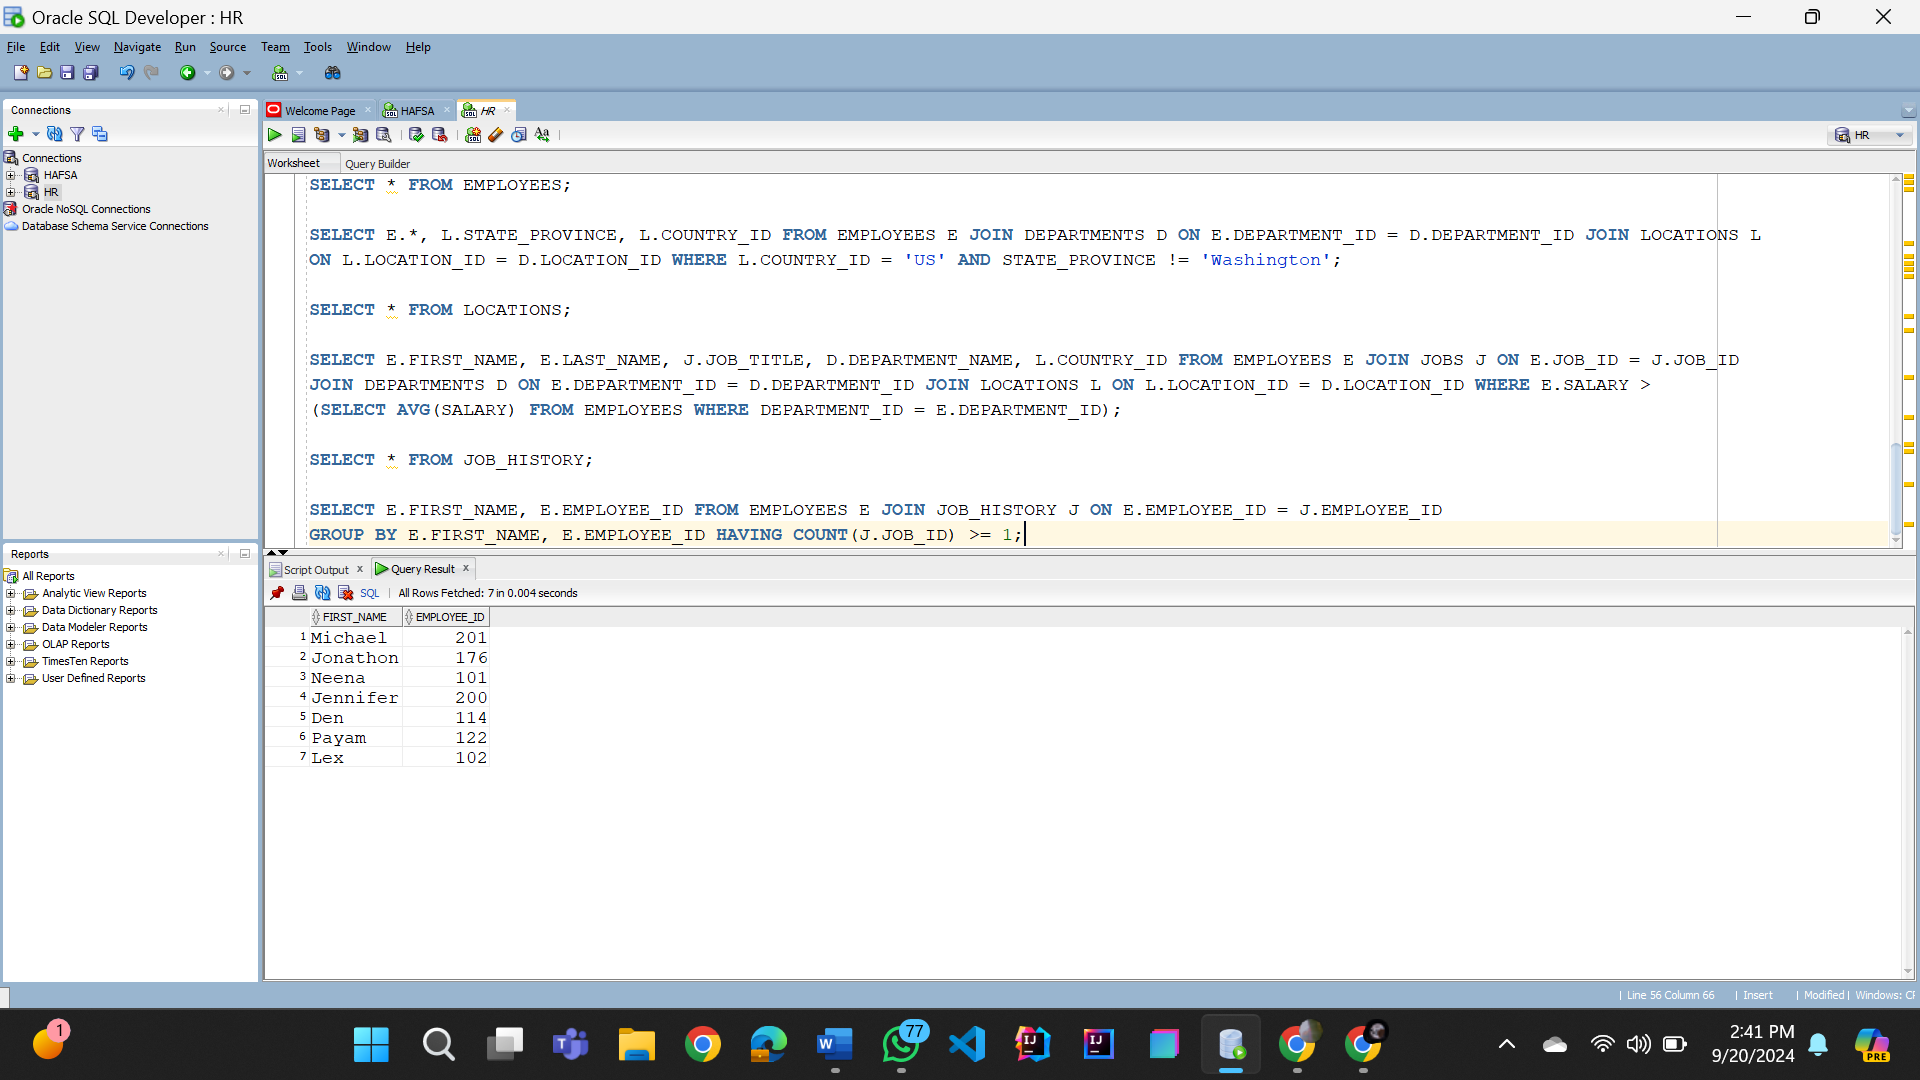 Oracle SQL Developer : HR
File Edit View Navigate Run Source Team Tools Window Help
Connections
Connections
HAFSA
HR
Oracle NoSQL Connections
Database Schema Service Connections
Reports
All Reports
Analytic View Reports
Data Dictionary Reports
Data Modeler Reports
OLAP Reports
TimesTen Reports
User Defined Reports
Welcome Page HAFSA HR
HR
Worksheet Query Builder
SELECT * FROM EMPLOYEES;
SELECT E.*, L.STATE_PROVINCE, L.COUNTRY_ID FROM EMPLOYEES E JOIN DEPARTMENTS D ON E.DEPARTMENT_ID = D.DEPARTMENT_ID JOIN LOCATIONS L
ON L.LOCATION_ID = D.LOCATION_ID WHERE L.COUNTRY_ID = 'US' AND STATE_PROVINCE != 'Washington';
SELECT * FROM LOCATIONS;
SELECT E.FIRST_NAME, E.LAST_NAME, J.JOB_TITLE, D.DEPARTMENT_NAME, L.COUNTRY_ID FROM EMPLOYEES E JOIN JOBS J ON E.JOB_ID = J.JOB_ID
JOIN DEPARTMENTS D ON E.DEPARTMENT_ID = D.DEPARTMENT_ID JOIN LOCATIONS L ON L.LOCATION_ID = D.LOCATION_ID WHERE E.SALARY >
(SELECT AVG(SALARY) FROM EMPLOYEES WHERE DEPARTMENT_ID = E.DEPARTMENT_ID);
SELECT * FROM JOB_HISTORY;
SELECT E.FIRST_NAME, E.EMPLOYEE_ID FROM EMPLOYEES E JOIN JOB_HISTORY J ON E.EMPLOYEE_ID = J.EMPLOYEE_ID
GROUP BY E.FIRST_NAME, E.EMPLOYEE_ID HAVING COUNT(J.JOB_ID) >= 1;
Script Output x Query Result x
SQL | All Rows Fetched: 7 in 0.004 seconds
FIRST_NAME EMPLOYEE_ID
1 Michael 201
2 Jonathon 176
3 Neena 101
4 Jennifer 200
5 Den 114
6 Payam 122
7 Lex 102
| Line 56 Column 66 | Insert | Modified | Windows: CF
1
77
2:41 PM
9/20/2024
PRE